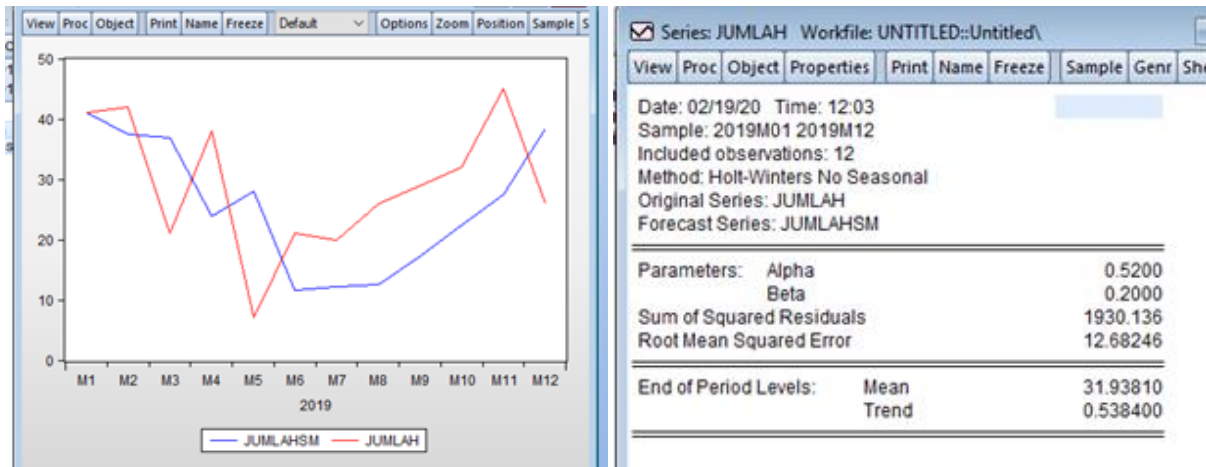 View Proc Object Print Name Freeze Default Options Zoom Position Sample
50
40
30
20
10
0
M1 M2 M3 M4 M5 M6 M7 M8 M9 M10 M11 M12
2019
JUMLAHSM JUMLAH
Series: JUMLAH Workfile: UNTITLED::Untitled\
View Proc Object Properties Print Name Freeze Sample Genr
Date: 02/19/20 Time: 12:03
Sample: 2019M01 2019M12
Included observations: 12
Method: Holt-Winters No Seasonal
Original Series: JUMLAH
Forecast Series: JUMLAHSM
Parameters: Alpha 0.5200
Beta 0.2000
Sum of Squared Residuals 1930.136
Root Mean Squared Error 12.68246
End of Period Levels: Mean 31.93810
Trend 0.538400